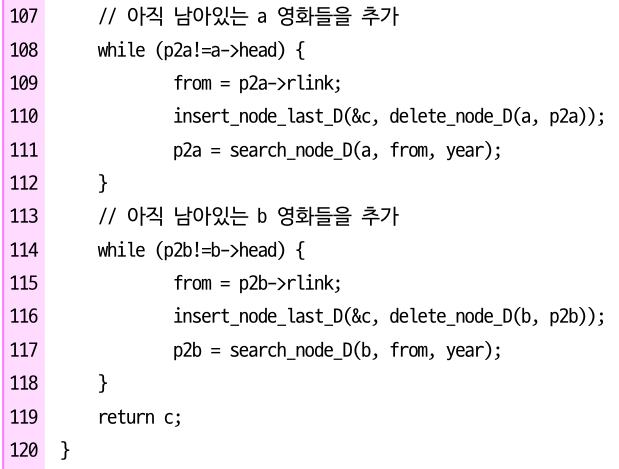 107 // 아직 남아있는 a 영화들을 추가
108 while (p2a!=a->head) {
109 from = p2a->rlink;
110 insert_node_last_D(&c, delete_node_D(a, p2a));
111 p2a = search_node_D(a, from, year);
112 }
113 // 아직 남아있는 b 영화들을 추가
114 while (p2b!=b->head) {
115 from = p2b->rlink;
116 insert_node_last_D(&c, delete_node_D(b, p2b));
117 p2b = search_node_D(b, from, year);
118 }
119 return c;
120 }